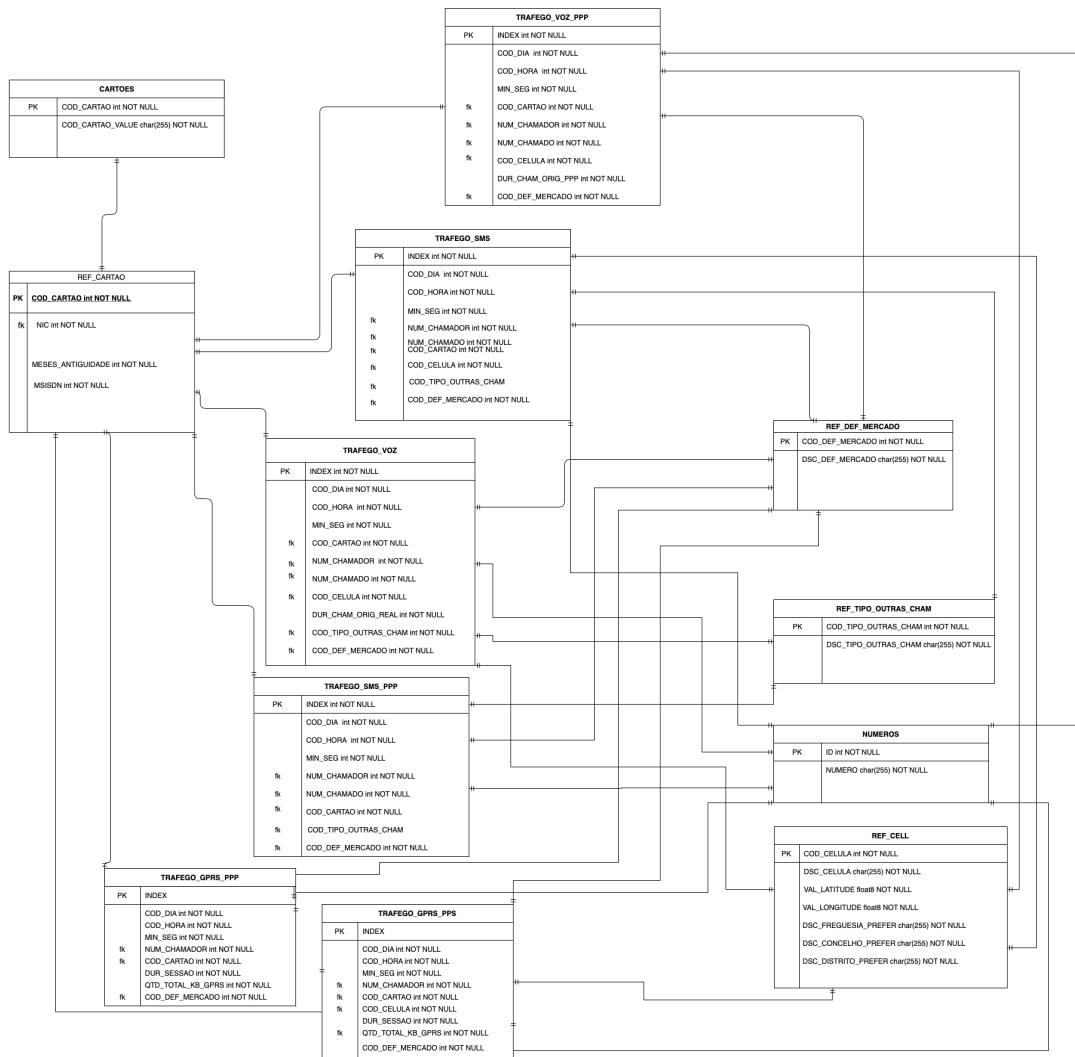 TRAFEGO_VOZ_PPP
PK INDEX int NOT NULL
COD_DIA int NOT NULL
COD_HORA int NOT NULL
MIN_SEG int NOT NULL
fk COD_CARTAO int NOT NULL
fk NUM_CHAMADOR int NOT NULL
fk NUM_CHAMADO int NOT NULL
fk COD_CELULA int NOT NULL
DUR_CHAM_ORIG_PPP int NOT NULL
fk COD_DEF_MERCADO int NOT NULL
CARTOES
PK COD_CARTAO int NOT NULL
COD_CARTAO_VALUE char(255) NOT NULL
TRAFEGO_SMS
PK INDEX int NOT NULL
COD_DIA int NOT NULL
COD_HORA int NOT NULL
MIN_SEG int NOT NULL
fk NUM_CHAMADOR int NOT NULL
fk NUM_CHAMADO int NOT NULL
fk COD_CARTAO int NOT NULL
fk COD_CELULA int NOT NULL
fk COD_TIPO_OUTRAS_CHAM
fk COD_DEF_MERCADO int NOT NULL
REF_CARTAO
PK COD_CARTAO int NOT NULL
fk NIC int NOT NULL
MESES_ANTIGUIDADE int NOT NULL
MSISDN int NOT NULL
REF_DEF_MERCADO
PK COD_DEF_MERCADO int NOT NULL
DSC_DEF_MERCADO char(255) NOT NULL
TRAFEGO_VOZ
PK INDEX int NOT NULL
COD_DIA int NOT NULL
COD_HORA int NOT NULL
MIN_SEG int NOT NULL
fk COD_CARTAO int NOT NULL
fk NUM_CHAMADOR int NOT NULL
fk NUM_CHAMADO int NOT NULL
fk COD_CELULA int NOT NULL
DUR_CHAM_ORIG_REAL int NOT NULL
fk COD_TIPO_OUTRAS_CHAM int NOT NULL
fk COD_DEF_MERCADO int NOT NULL
REF_TIPO_OUTRAS_CHAM
PK COD_TIPO_OUTRAS_CHAM int NOT NULL
DSC_TIPO_OUTRAS_CHAM char(255) NOT NULL
TRAFEGO_SMS_PPP
PK INDEX int NOT NULL
COD_DIA int NOT NULL
COD_HORA int NOT NULL
MIN_SEG int NOT NULL
fk NUM_CHAMADOR int NOT NULL
fk NUM_CHAMADO int NOT NULL
fk COD_CARTAO int NOT NULL
fk COD_TIPO_OUTRAS_CHAM
fk COD_DEF_MERCADO int NOT NULL
NUMEROS
PK ID int NOT NULL
NUMERO char(255) NOT NULL
REF_CELL
PK COD_CELULA int NOT NULL
DSC_CELULA char(255) NOT NULL
VAL_LATITUDE float8 NOT NULL
VAL_LONGITUDE float8 NOT NULL
DSC_FREGUESIA_PREFER char(255) NOT NULL
DSC_CONCELHO_PREFER char(255) NOT NULL
DSC_DISTRITO_PREFER char(255) NOT NULL
TRAFEGO_GPRS_PPP
PK INDEX
COD_DIA int NOT NULL
COD_HORA int NOT NULL
MIN_SEG int NOT NULL
fk NUM_CHAMADOR int NOT NULL
fk COD_CARTAO int NOT NULL
DUR_SESSAO int NOT NULL
QTD_TOTAL_KB_GPRS int NOT NULL
fk COD_DEF_MERCADO int NOT NULL
TRAFEGO_GPRS_PPS
PK INDEX
COD_DIA int NOT NULL
COD_HORA int NOT NULL
MIN_SEG int NOT NULL
fk NUM_CHAMADOR int NOT NULL
fk COD_CARTAO int NOT NULL
fk COD_CELULA int NOT NULL
DUR_SESSAO int NOT NULL
fk QTD_TOTAL_KB_GPRS int NOT NULL
COD_DEF_MERCADO int NOT NULL